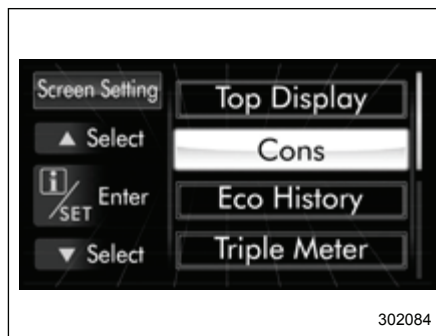 Screen Setting
▲ Select
i/SET Enter
▼ Select
Top Display
Cons
Eco History
Triple Meter
302084